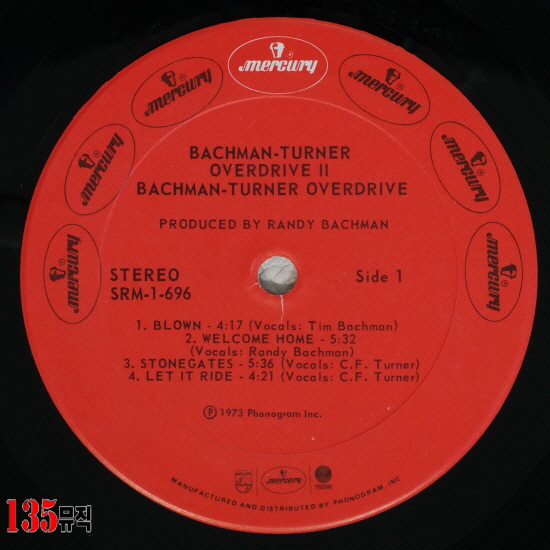 mercury
mercury
mercury
mercury
mercury
mercury
mercury
BACHMAN-TURNER
OVERDRIVE II
BACHMAN-TURNER OVERDRIVE
PRODUCED BY RANDY BACHMAN
STEREO
SRM-1-696
Side 1
1. BLOWN - 4:17 (Vocals: Tim Bachman)
2. WELCOME HOME - 5:32
(Vocals: Randy Bachman)
3. STONEGATES - 5:36 (Vocals: C.F. Turner)
4. LET IT RIDE - 4:21 (Vocals: C.F. Turner)
Ⓟ 1973 Phonogram Inc.
mercury
MANUFACTURED AND DISTRIBUTED BY PHONOGRAM, INC
135뮤직